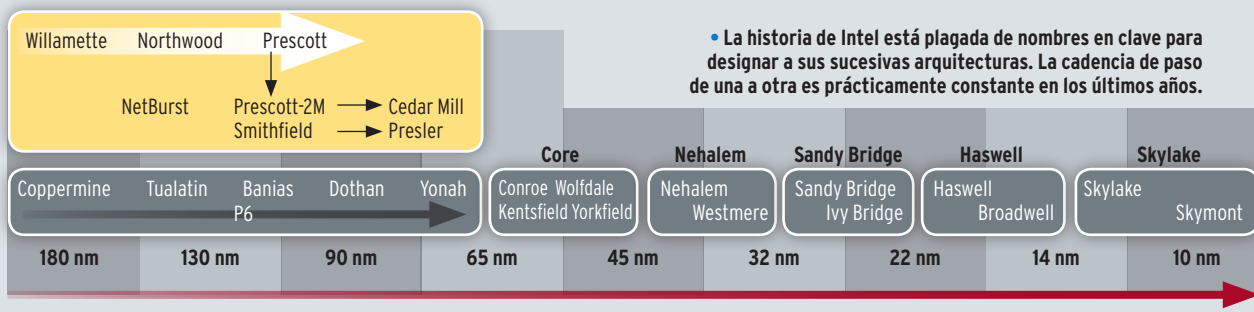 Willamette Northwood Prescott
NetBurst Prescott-2M Cedar Mill
Smithfield Presler
• La historia de Intel está plagada de nombres en clave para
designar a sus sucesivas arquitecturas. La cadencia de paso
de una a otra es prácticamente constante en los últimos años.
Core Nehalem Sandy Bridge Haswell Skylake
Coppermine Tualatin Banias Dothan Yonah
P6
Conroe Wolfdale
Kentsfield Yorkfield
Nehalem
Westmere
Sandy Bridge
Ivy Bridge
Haswell
Broadwell
Skylake
Skymont
180 nm 130 nm 90 nm 65 nm 45 nm 32 nm 22 nm 14 nm 10 nm